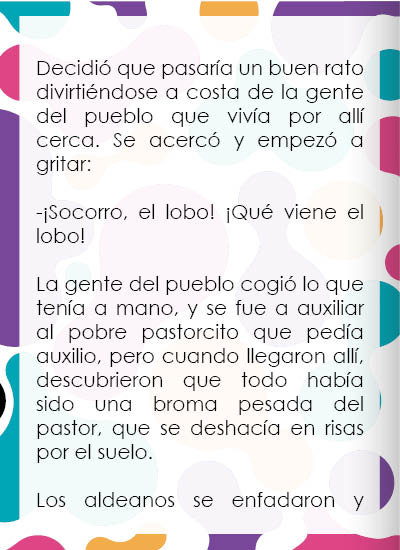 Decidió que pasaría un buen rato
divirtiéndose a costa de la gente
del pueblo que vivía por allí
cerca. Se acercó y empezó a
gritar:
-¡Socorro, el lobo! ¡Qué viene el
lobo!
La gente del pueblo cogió lo que
tenía a mano, y se fue a auxiliar
al pobre pastorcito que pedía
auxilio, pero cuando llegaron allí,
descubrieron que todo había
sido una broma pesada del
pastor, que se deshacía en risas
por el suelo.
Los aldeanos se enfadaron y